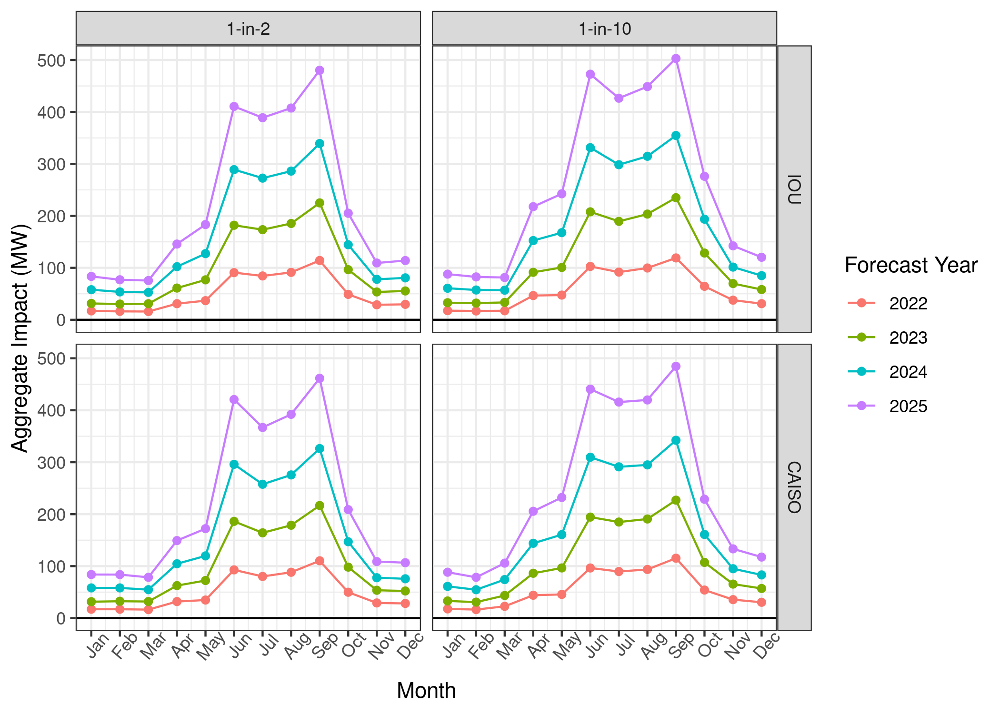 1-in-2
1-in-10
500
400
300
200
100
0
IOU
500
400
300
200
100
0
CAISO
Aggregate Impact (MW)
Jan Feb Mar Apr May Jun Jul Aug Sep Oct Nov Dec
Jan Feb Mar Apr May Jun Jul Aug Sep Oct Nov Dec
Month
Forecast Year
2022
2023
2024
2025